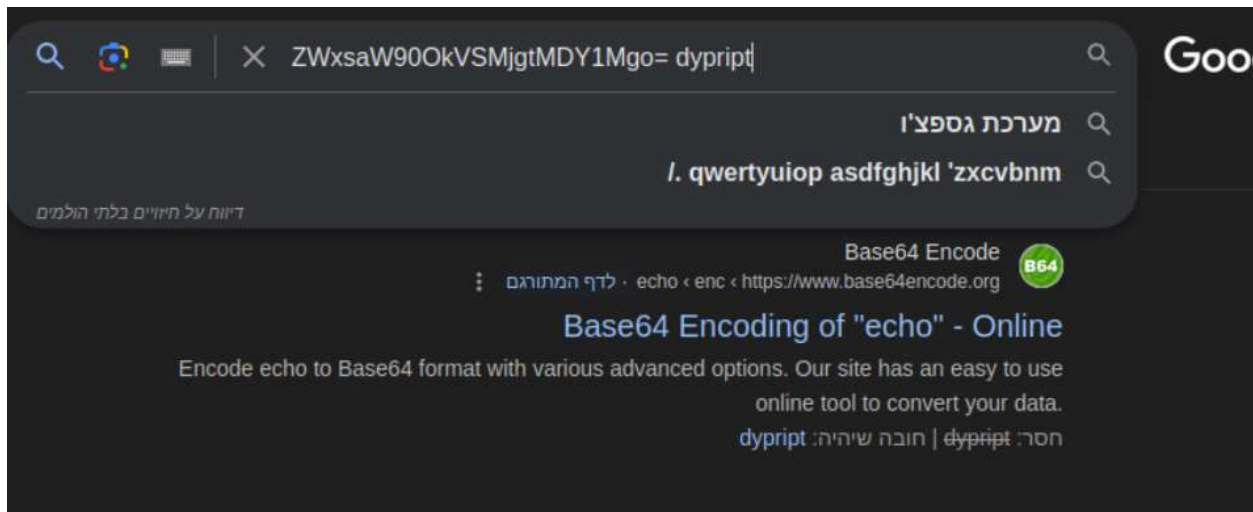 ZWxsaW90OkVSMjgtMDY1Mgo= dypript
Goo
מערכת גספצ'ו
/. qwertyuiop asdfghjkl 'zxcvbnm
דיווח על חיזויים בלתי הולמים
Base64 Encode
B64
https://www.base64encode.org › enc › echo · לדף המתורגם
Base64 Encoding of "echo" - Online
Encode echo to Base64 format with various advanced options. Our site has an easy to use
online tool to convert your data.
חסר: dypript | חובה שיהיה: dypript